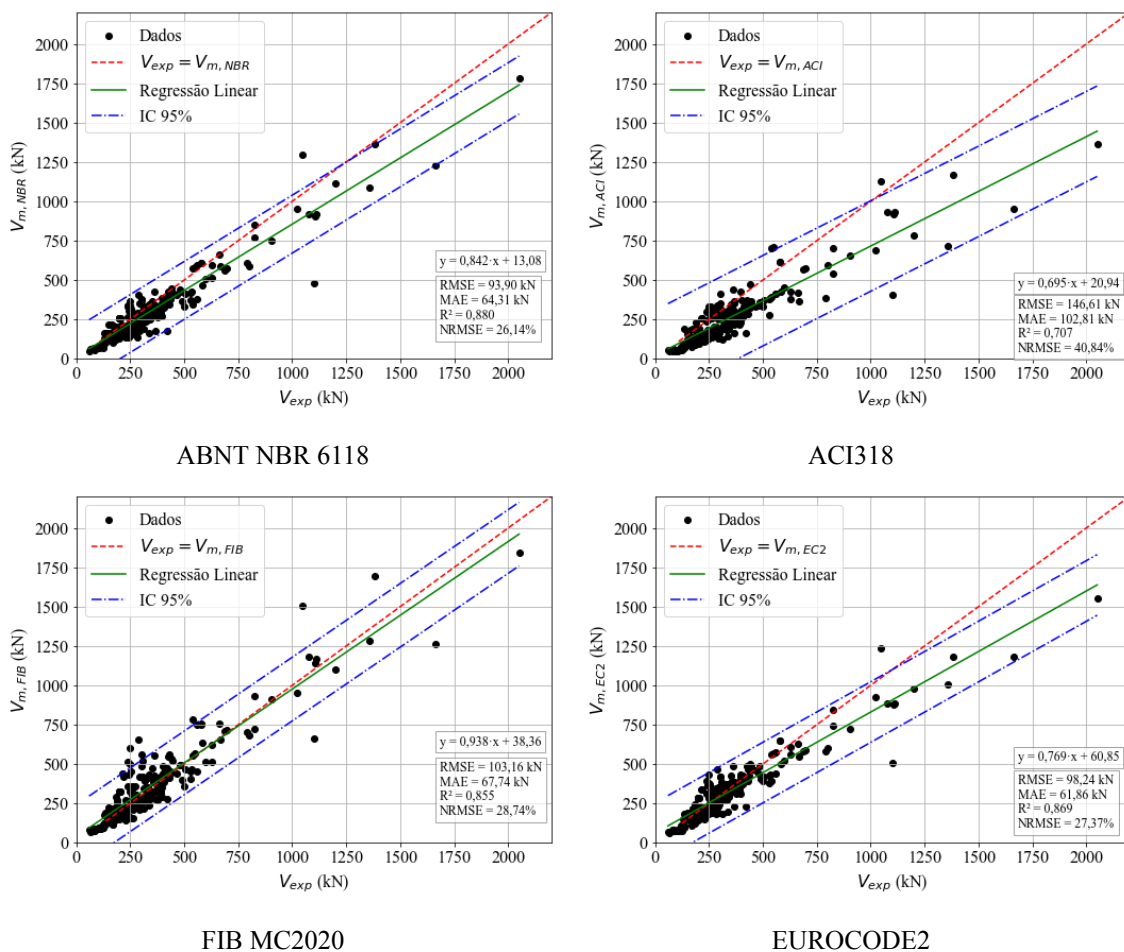 2000
1750
1500
1250
1000
750
500
250
0
V_m, NBR (kN)
Dados
V_exp = V_m, NBR
Regressão Linear
IC 95%
y = 0,842·x + 13,08
RMSE = 93,90 kN
MAE = 64,31 kN
R² = 0,880
NRMSE = 26,14%
0 250 500 750 1000 1250 1500 1750 2000
V_exp (kN)
ABNT NBR 6118
2000
1750
1500
1250
1000
750
500
250
0
V_m, ACI (kN)
Dados
V_exp = V_m, ACI
Regressão Linear
IC 95%
y = 0,695·x + 20,94
RMSE = 146,61 kN
MAE = 102,81 kN
R² = 0,707
NRMSE = 40,84%
0 250 500 750 1000 1250 1500 1750 2000
V_exp (kN)
ACI318
2000
1750
1500
1250
1000
750
500
250
0
V_m, FIB (kN)
Dados
V_exp = V_m, FIB
Regressão Linear
IC 95%
y = 0,938·x + 38,36
RMSE = 103,16 kN
MAE = 67,74 kN
R² = 0,855
NRMSE = 28,74%
0 250 500 750 1000 1250 1500 1750 2000
V_exp (kN)
FIB MC2020
2000
1750
1500
1250
1000
750
500
250
0
V_m, EC2 (kN)
Dados
V_exp = V_m, EC2
Regressão Linear
IC 95%
y = 0,769·x + 60,85
RMSE = 98,24 kN
MAE = 61,86 kN
R² = 0,869
NRMSE = 27,37%
0 250 500 750 1000 1250 1500 1750 2000
V_exp (kN)
EUROCODE2